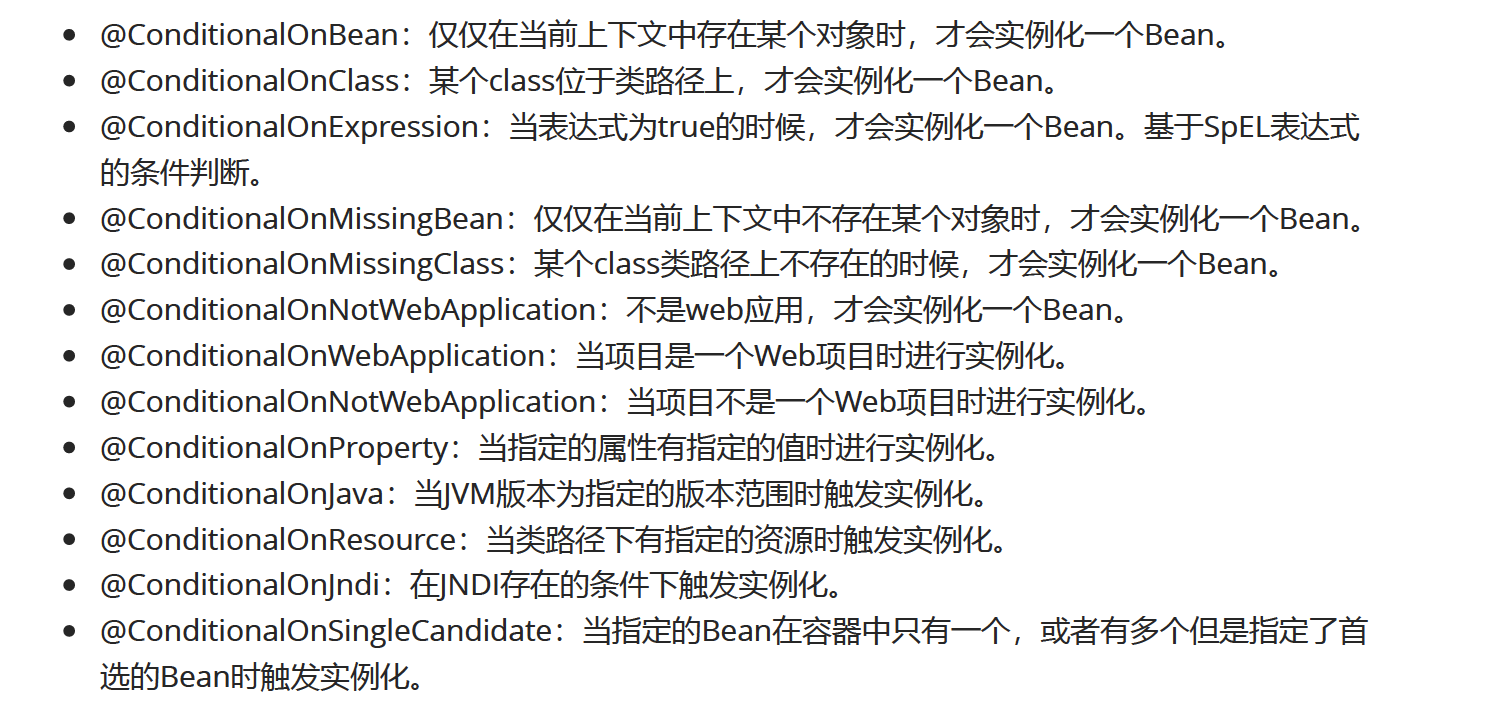 @ConditionalOnBean：仅仅在当前上下文中存在某个对象时，才会实例化一个Bean。
@ConditionalOnClass：某个class位于类路径上，才会实例化一个Bean。
@ConditionalOnExpression：当表达式为true的时候，才会实例化一个Bean。基于SpEL表达式
的条件判断。
@ConditionalOnMissingBean：仅仅在当前上下文中不存在某个对象时，才会实例化一个Bean。
@ConditionalOnMissingClass：某个class类路径上不存在的时候，才会实例化一个Bean。
@ConditionalOnNotWebApplication：不是web应用，才会实例化一个Bean。
@ConditionalOnWebApplication：当项目是一个Web项目时进行实例化。
@ConditionalOnNotWebApplication：当项目不是一个Web项目时进行实例化。
@ConditionalOnProperty：当指定的属性有指定的值时进行实例化。
@ConditionalOnJava：当JVM版本为指定的版本范围时触发实例化。
@ConditionalOnResource：当类路径下有指定的资源时触发实例化。
@ConditionalOnJndi：在JNDI存在的条件下触发实例化。
@ConditionalOnSingleCandidate：当指定的Bean在容器中只有一个，或者有多个但是指定了首
选的Bean时触发实例化。